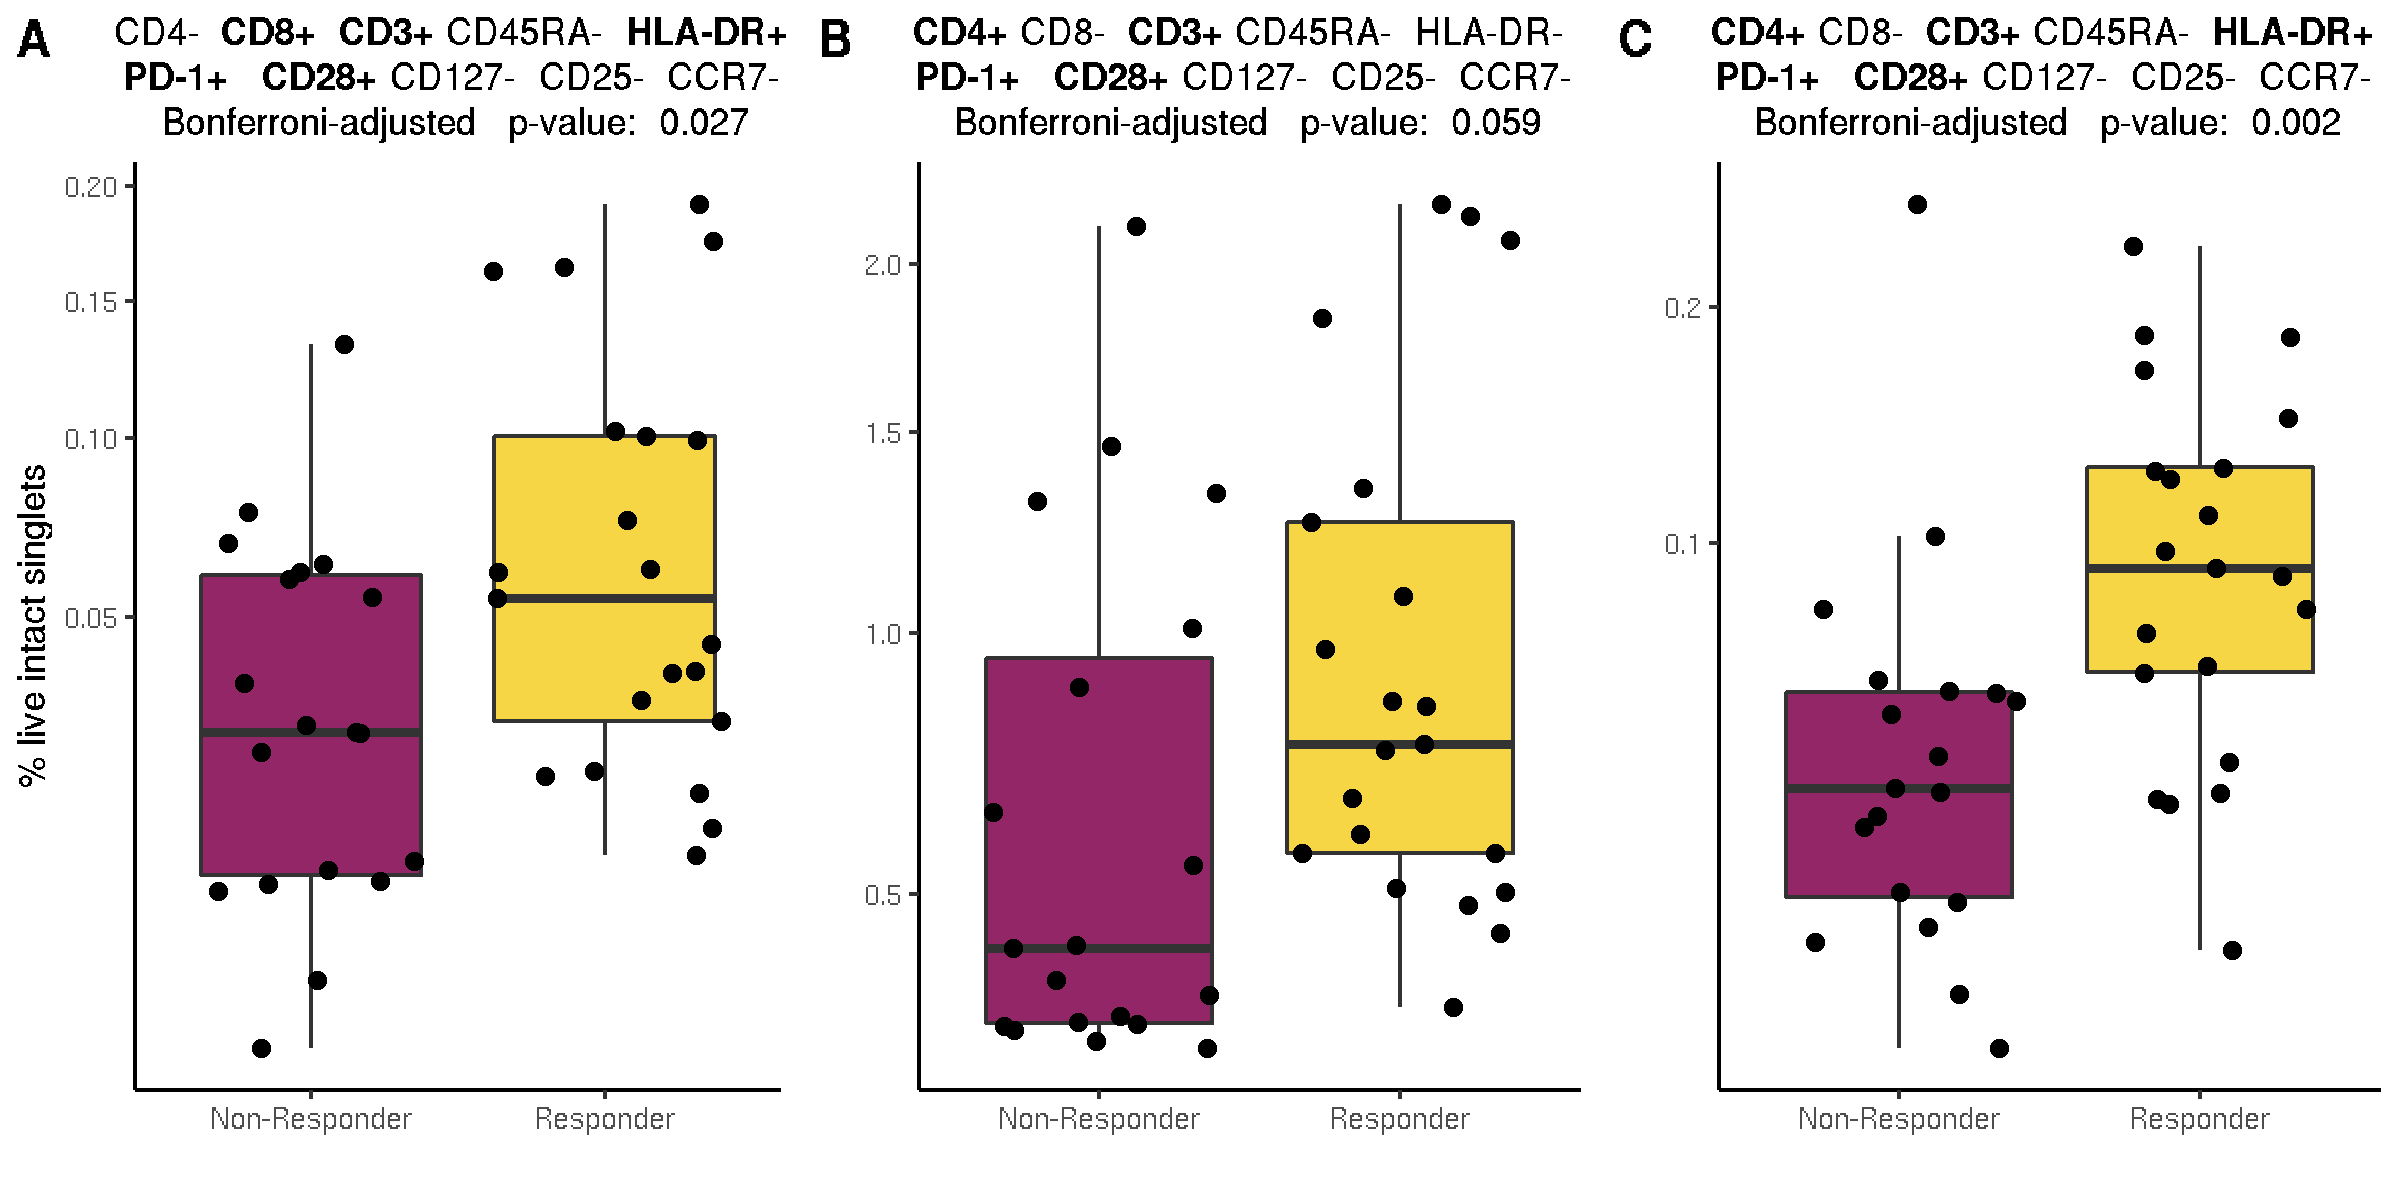 A
CD4- CD8+ CD3+ CD45RA- HLA-DR+
PD-1+ CD28+ CD127- CD25- CCR7-
Bonferroni-adjusted p-value: 0.027
% live intact singlets
0.20
0.15
0.10
0.05
Non-Responder Responder
B
CD4+ CD8- CD3+ CD45RA- HLA-DR-
PD-1+ CD28+ CD127- CD25- CCR7-
Bonferroni-adjusted p-value: 0.059
2.0
1.5
1.0
0.5
Non-Responder Responder
C
CD4+ CD8- CD3+ CD45RA- HLA-DR+
PD-1+ CD28+ CD127- CD25- CCR7-
Bonferroni-adjusted p-value: 0.002
0.2
0.1
Non-Responder Responder